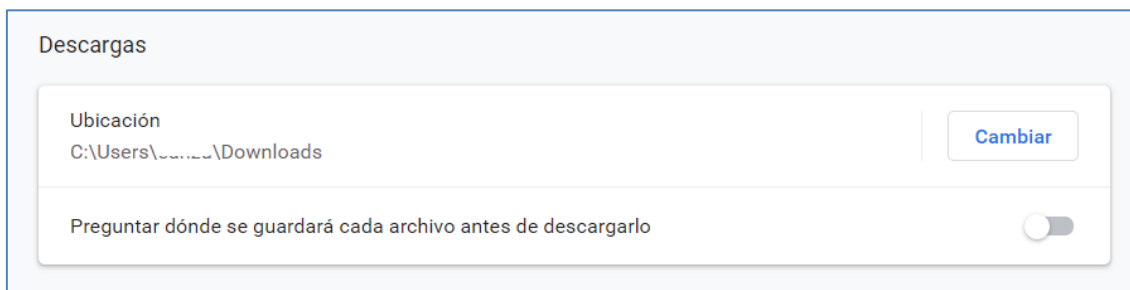 Descargas
Ubicación
C:\Users\ \Downloads
Cambiar
Preguntar dónde se guardará cada archivo antes de descargarlo